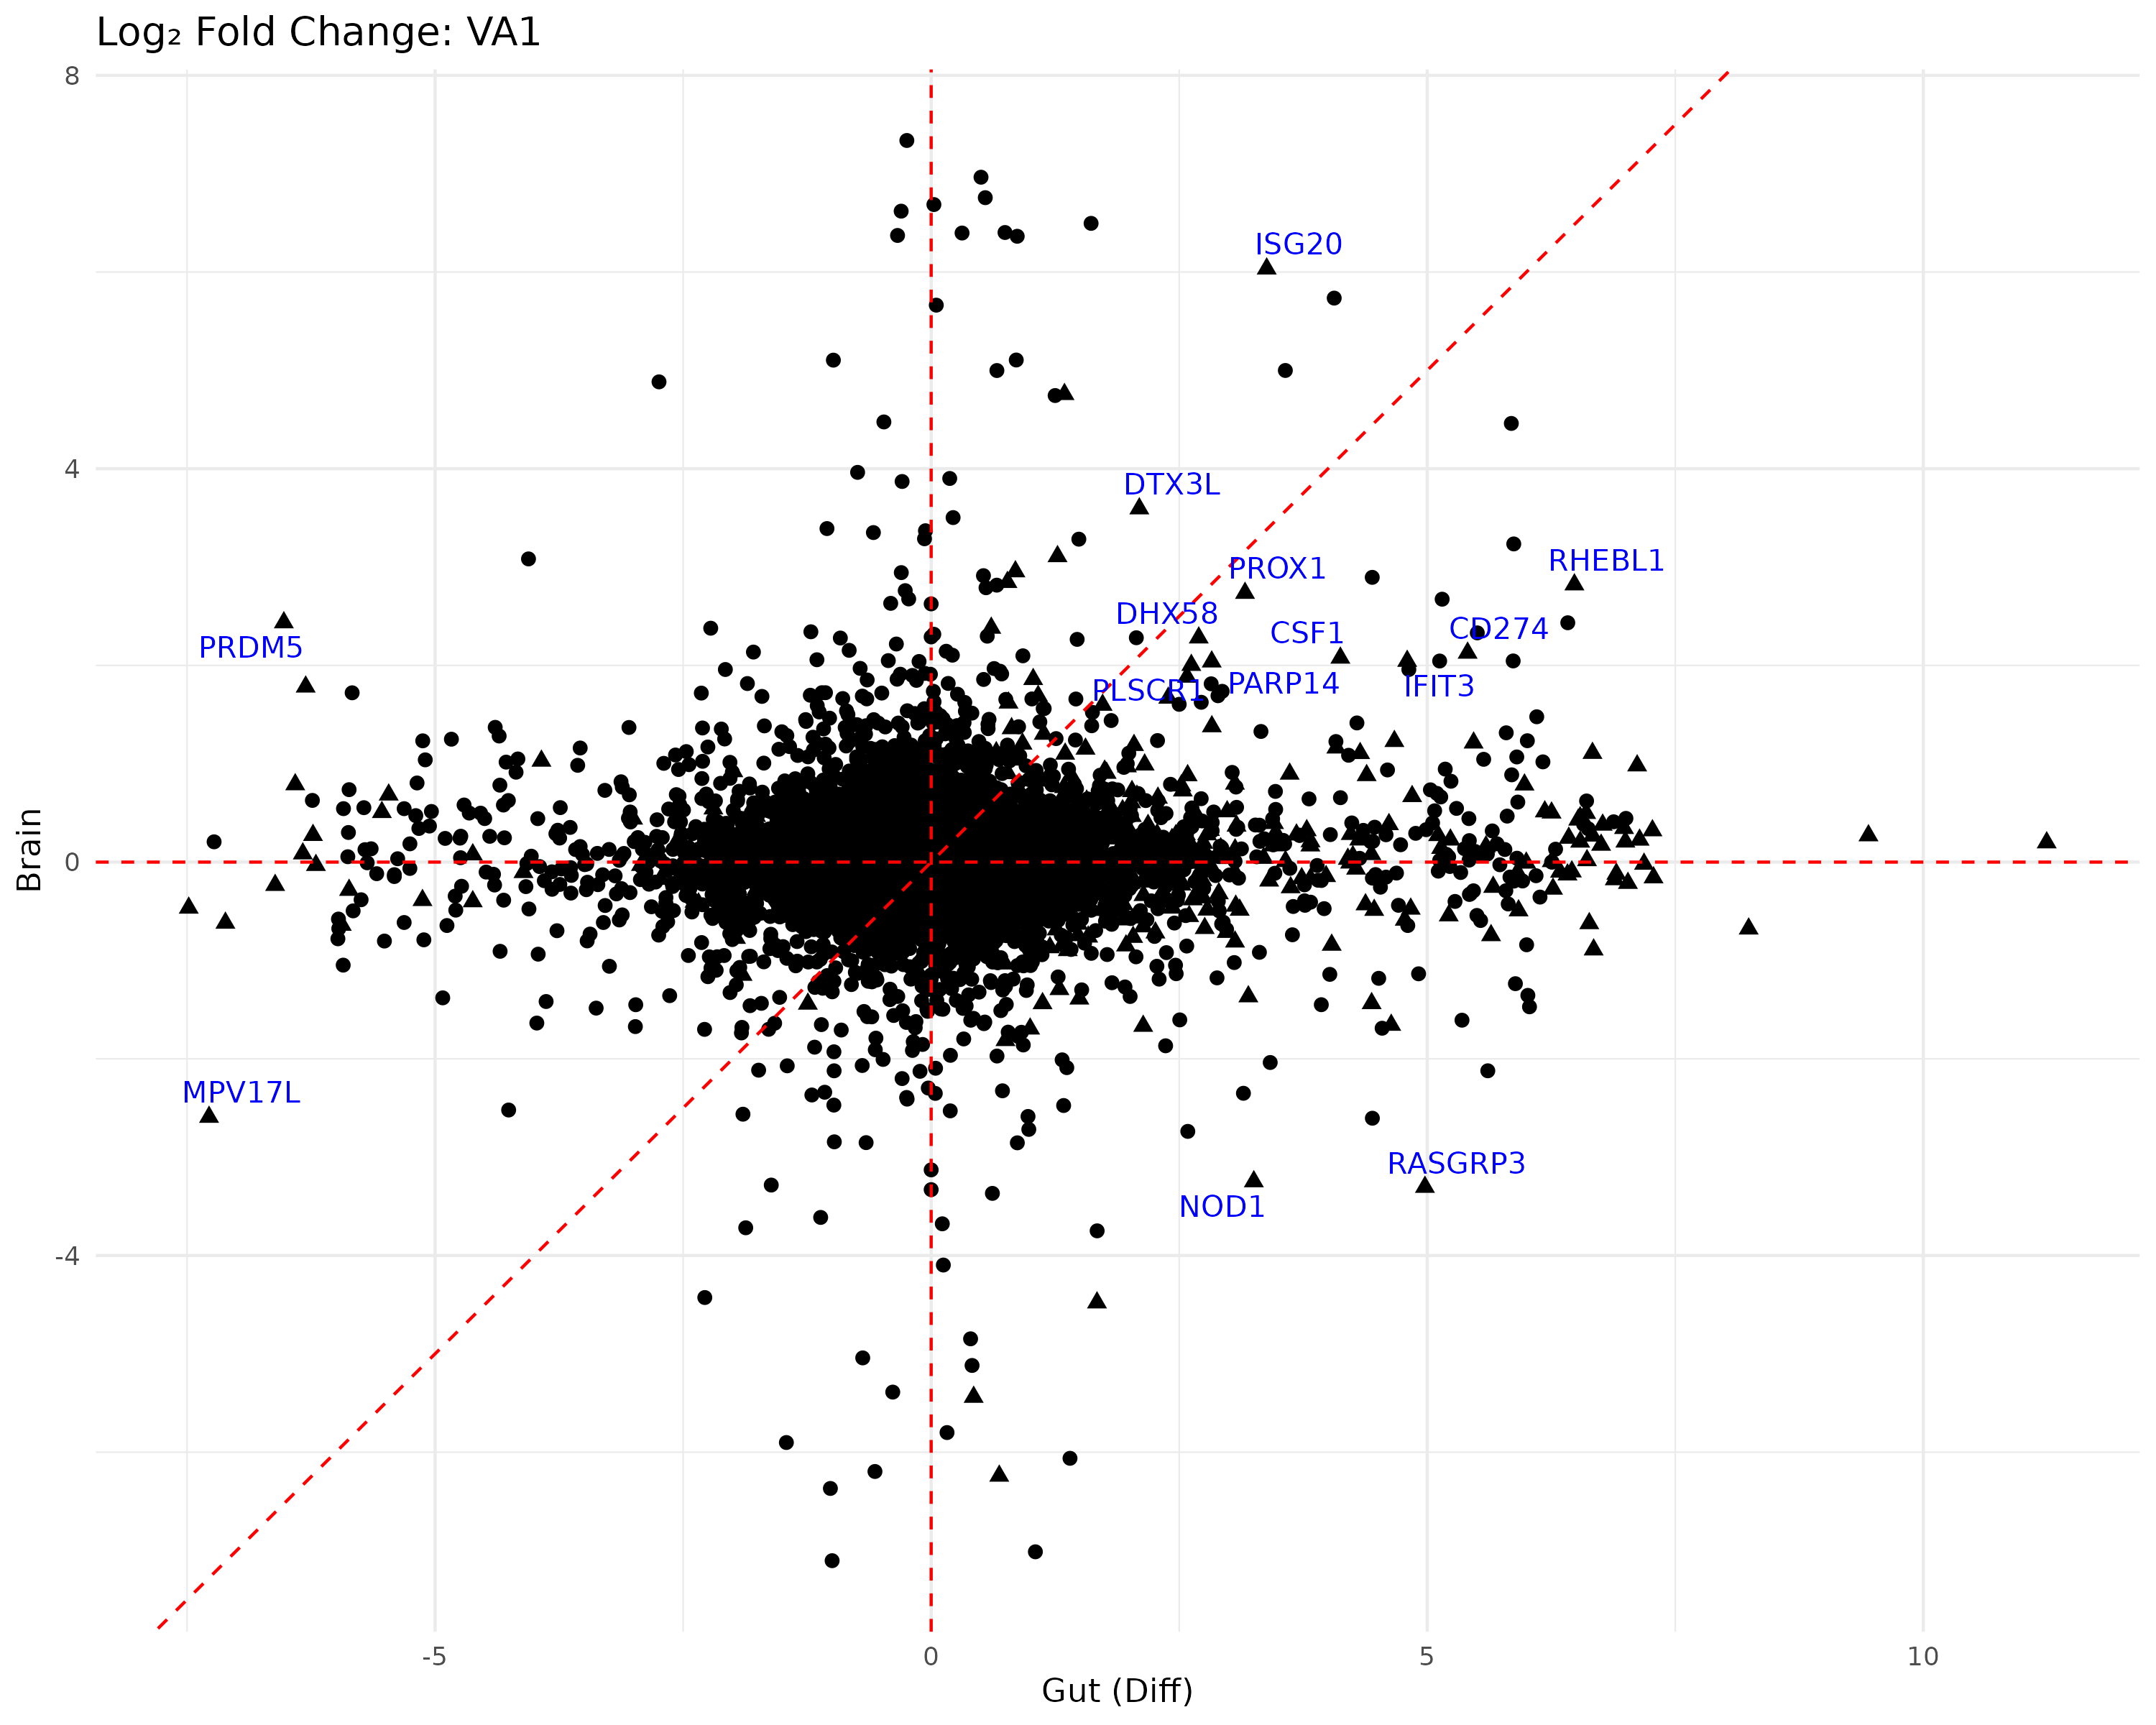 Log₂ Fold Change: VA1
8
ISG20
4
DTX3L
PROX1
RHEBL1
DHX58
CSF1
CD274
PRDM5
PLSCR1
PARP14
IFIT3
Brain
0
MPV17L
RASGRP3
NOD1
-4
-5
0
5
10
Gut (Diff)